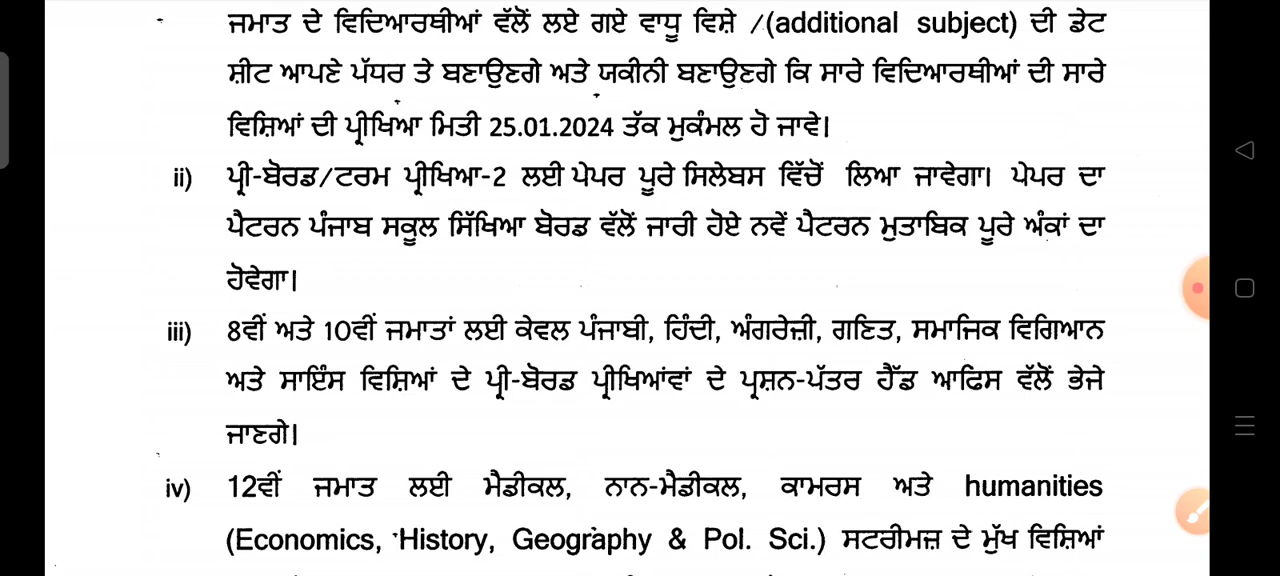 ਜਮਾਤ ਦੇ ਵਿਦਿਆਰਥੀਆਂ ਵੱਲੋਂ ਲਏ ਗਏ ਵਾਧੂ ਵਿਸ਼ੇ /(additional subject) ਦੀ ਡੇਟ
ਸ਼ੀਟ ਆਪਣੇ ਪੱਧਰ ਤੇ ਬਣਾਉਣਗੇ ਅਤੇ ਯਕੀਨੀ ਬਣਾਉਣਗੇ ਕਿ ਸਾਰੇ ਵਿਦਿਆਰਥੀਆਂ ਦੀ ਸਾਰੇ
ਵਿਸ਼ਿਆਂ ਦੀ ਪ੍ਰੀਖਿਆ ਮਿਤੀ 25.01.2024 ਤੱਕ ਮੁਕੰਮਲ ਹੋ ਜਾਵੇ।
ii) ਪ੍ਰੀ-ਬੋਰਡ/ਟਰਮ ਪ੍ਰੀਖਿਆ-2 ਲਈ ਪੇਪਰ ਪੂਰੇ ਸਿਲੇਬਸ ਵਿੱਚੋਂ ਲਿਆ ਜਾਵੇਗਾ। ਪੇਪਰ ਦਾ
ਪੈਟਰਨ ਪੰਜਾਬ ਸਕੂਲ ਸਿੱਖਿਆ ਬੋਰਡ ਵੱਲੋਂ ਜਾਰੀ ਹੋਏ ਨਵੇਂ ਪੈਟਰਨ ਮੁਤਾਬਿਕ ਪੂਰੇ ਅੰਕਾਂ ਦਾ
ਹੋਵੇਗਾ।
iii) 8ਵੀਂ ਅਤੇ 10ਵੀਂ ਜਮਾਤਾਂ ਲਈ ਕੇਵਲ ਪੰਜਾਬੀ, ਹਿੰਦੀ, ਅੰਗਰੇਜ਼ੀ, ਗਣਿਤ, ਸਮਾਜਿਕ ਵਿਗਿਆਨ
ਅਤੇ ਸਾਇੰਸ ਵਿਸ਼ਿਆਂ ਦੇ ਪ੍ਰੀ-ਬੋਰਡ ਪ੍ਰੀਖਿਆਂਵਾਂ ਦੇ ਪ੍ਰਸ਼ਨ-ਪੱਤਰ ਹੈੱਡ ਆਫਿਸ ਵੱਲੋਂ ਭੇਜੇ
ਜਾਣਗੇ।
iv) 12ਵੀਂ ਜਮਾਤ ਲਈ ਮੈਡੀਕਲ, ਨਾਨ-ਮੈਡੀਕਲ, ਕਾਮਰਸ ਅਤੇ humanities
(Economics, History, Geography & Pol. Sci.) ਸਟਰੀਮਜ਼ ਦੇ ਮੁੱਖ ਵਿਸ਼ਿਆਂ